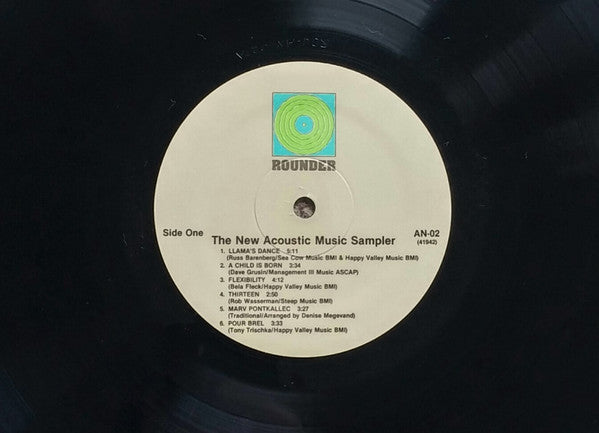 ROUNDER
Side One
The New Acoustic Music Sampler
AN-02
(41942)
1. LLAMA'S DANCE 5:11
(Russ Barenberg/Sea Cow Music BMI & Happy Valley Music BMI)
2. A CHILD IS BORN 3:34
(Dave Grusin/Management III Music ASCAP)
3. FLEXIBILITY 4:12
(Bela Fleck/Happy Valley Music BMI)
4. THIRTEEN 2:50
(Rob Wasserman/Steep Music BMI)
5. MARV PONTKALLEC 3:27
(Traditional/Arranged by Denise Megevand)
6. POUR BREL 3:33
(Tony Trischka/Happy Valley Music BMI)